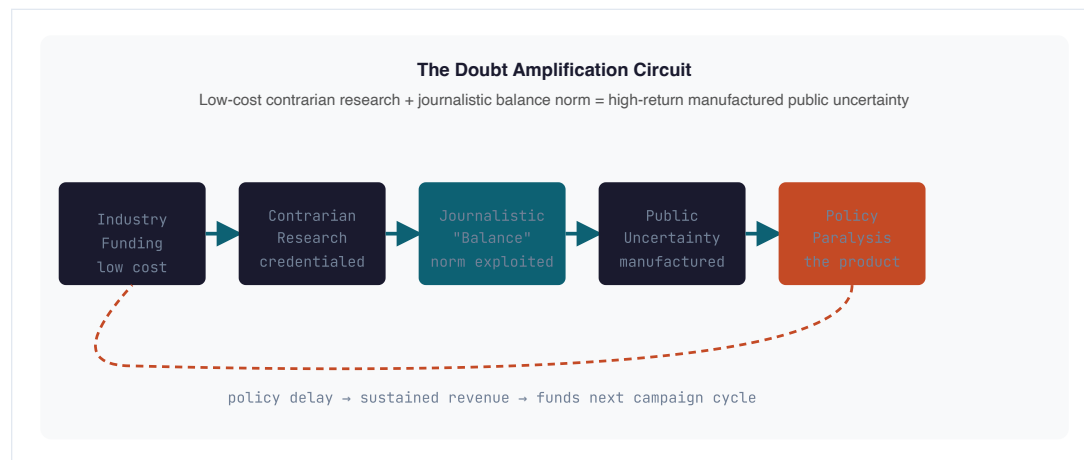 The Doubt Amplification Circuit
Low-cost contrarian research + journalistic balance norm = high-return manufactured public uncertainty
Industry
Funding
low cost
Contrarian
Research
credentialed
Journalistic
"Balance"
norm exploited
Public
Uncertainty
manufactured
Policy
Paralysis
the product
policy delay → sustained revenue → funds next campaign cycle